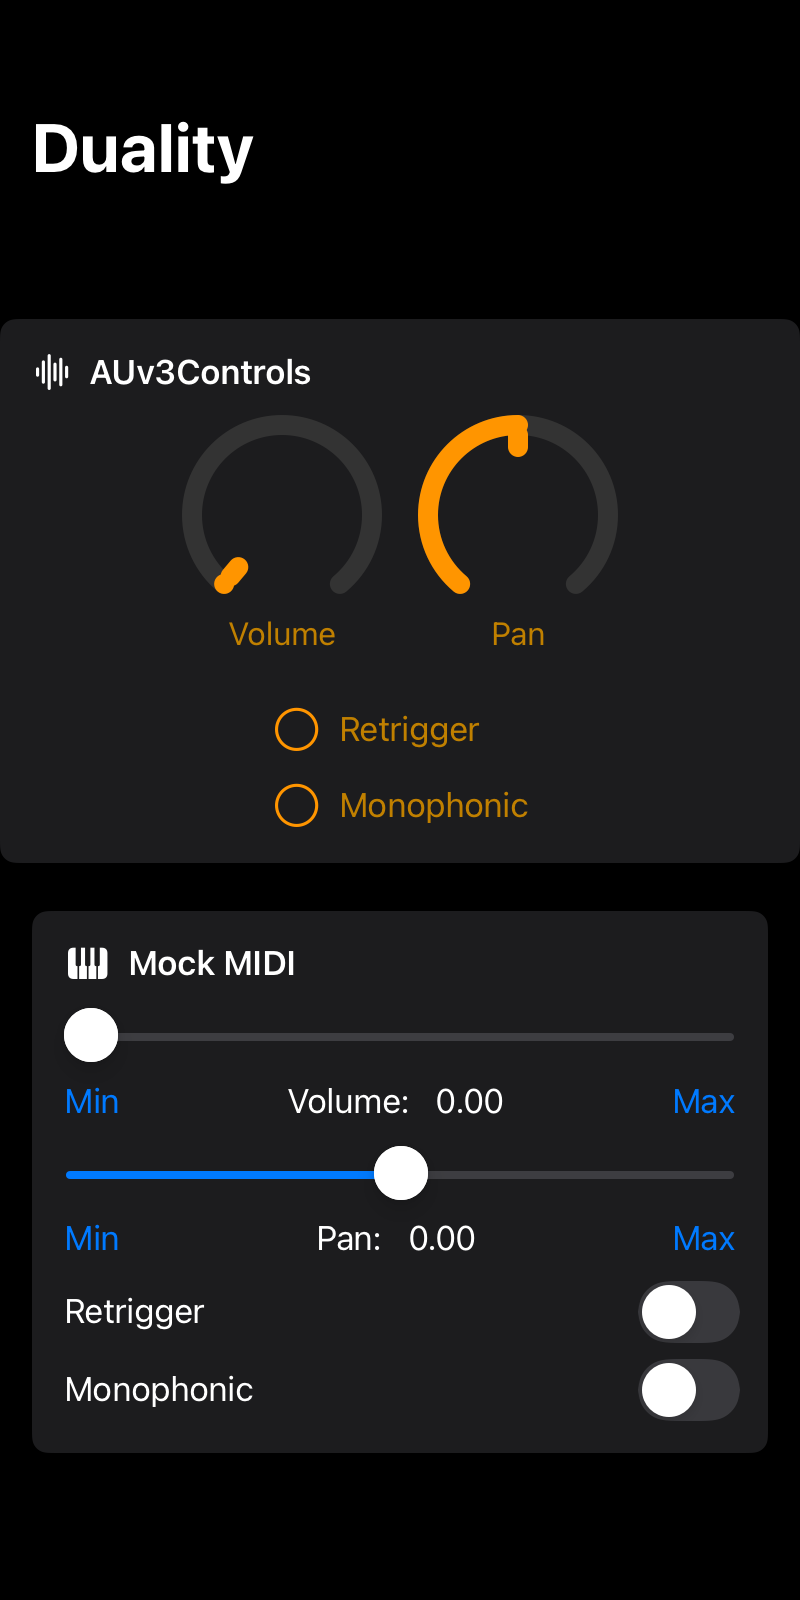 Duality
AUv3Controls
Volume Pan
Retrigger
Monophonic
Mock MIDI
Min Volume: 0.00 Max
Min Pan: 0.00 Max
Retrigger
Monophonic